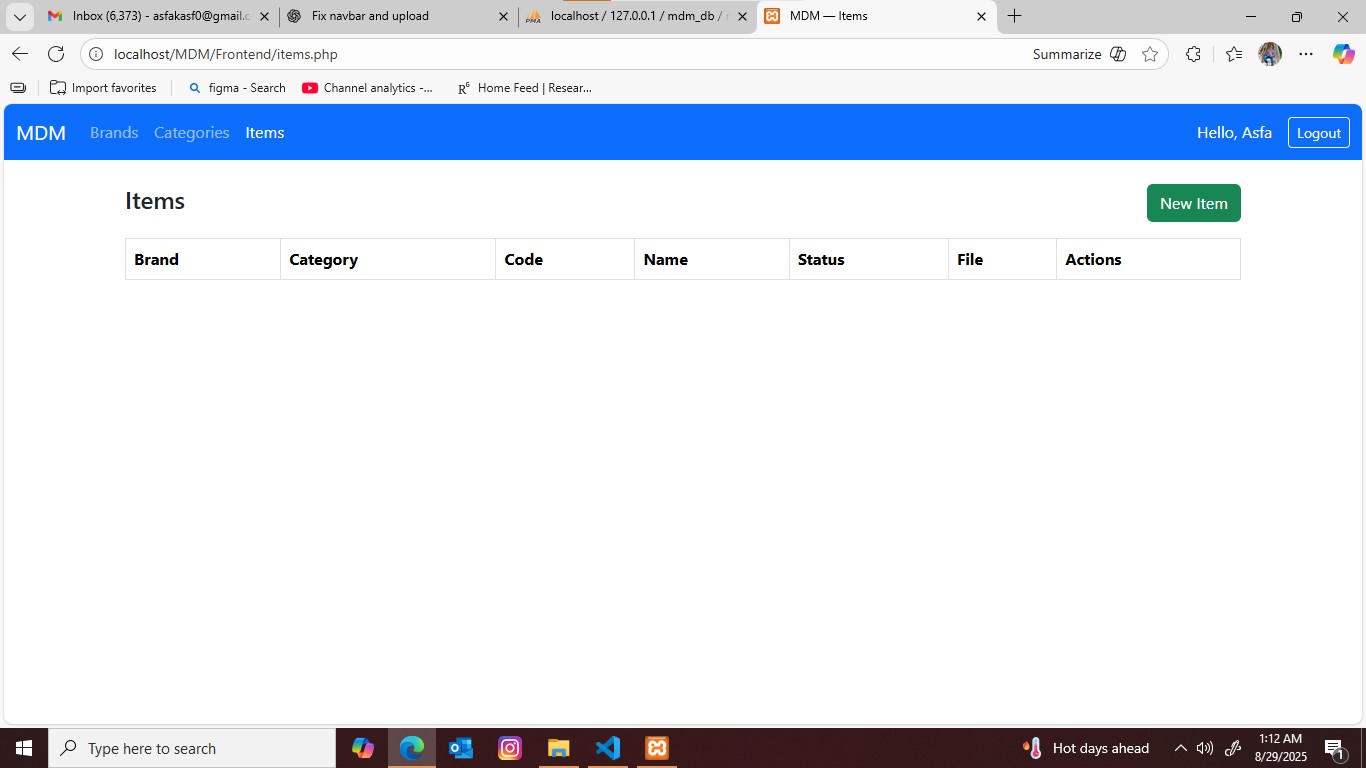 Inbox (6,373) - asfakasf0@gmail.c
Fix navbar and upload
localhost / 127.0.0.1 / mdm_db /
MDM — Items
localhost/MDM/Frontend/items.php
Summarize
Import favorites
figma - Search
Channel analytics -...
R⁶ Home Feed | Resear...
MDM
Brands
Categories
Items
Hello, Asfa
Logout
Items
New Item
Brand Category Code Name Status File Actions
Type here to search
Hot days ahead
1:12 AM
8/29/2025
1